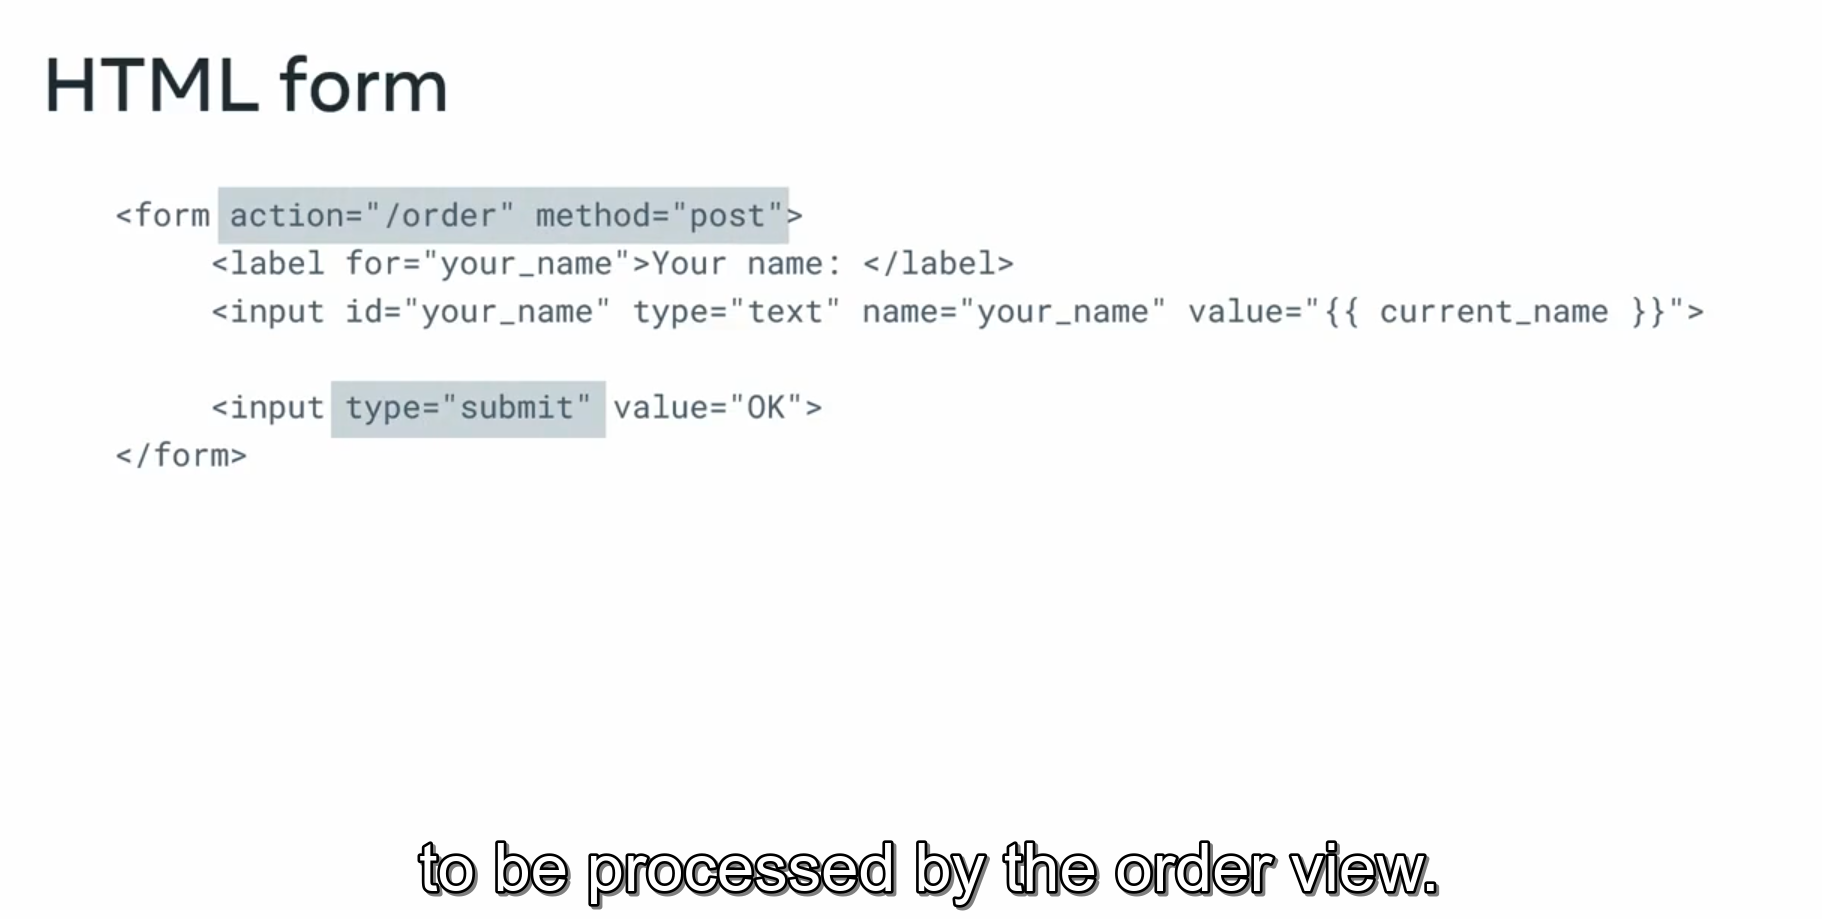 HTML form
<form action="/order" method="post">
<label for="your_name">Your name: </label>
<input id="your_name" type="text" name="your_name" value="{{ current_name }}">
<input type="submit" value="OK">
</form>
to be processed by the order view.